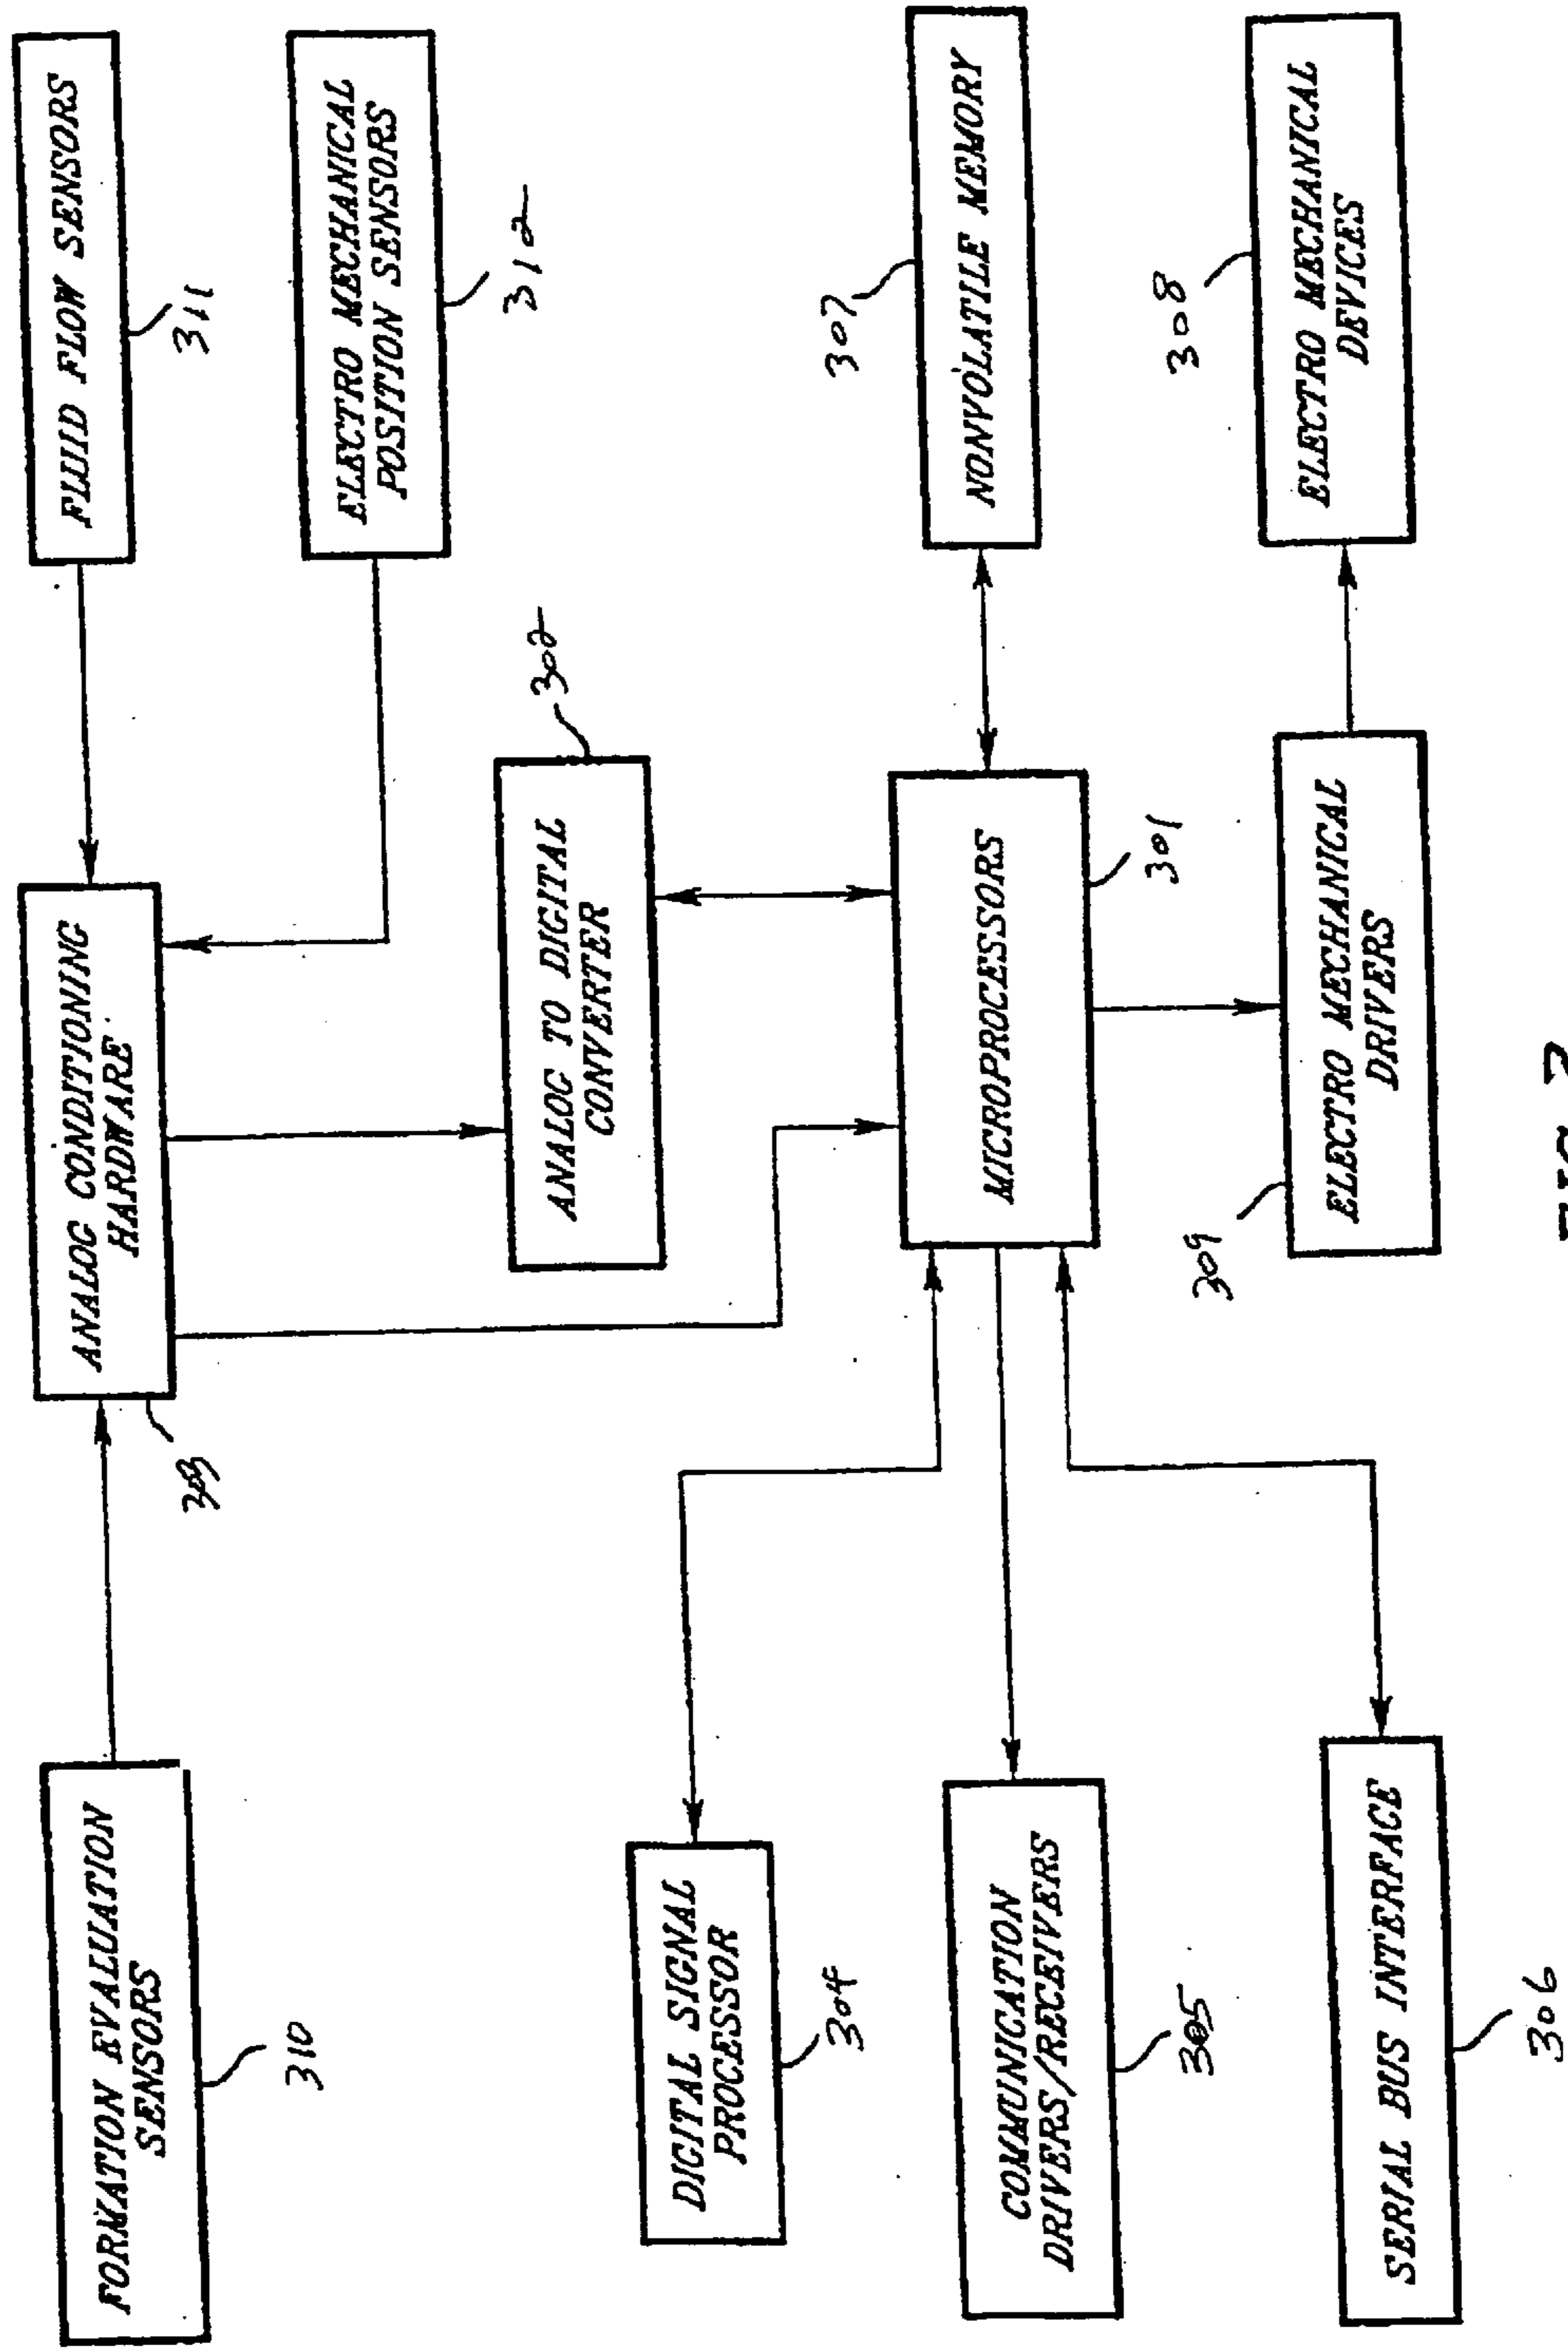 FORMATION EVALUATION
SENSORS
310
ANALOG CONDITIONING
HARDWARE
303
FLUID FLOW SENSORS
311
ELECTRO MECHANICAL
POSITION SENSORS
312
ANALOG TO DIGITAL
CONVERTER
302
DIGITAL SIGNAL
PROCESSOR
304
MICROPROCESSORS
301
NONVOLATILE MEMORY
307
COMMUNICATION
DRIVERS/RECEIVERS
305
SERIAL BUS INTERFACE
306
ELECTRO MECHANICAL
DRIVERS
309
ELECTRO MECHANICAL
DEVICES
308